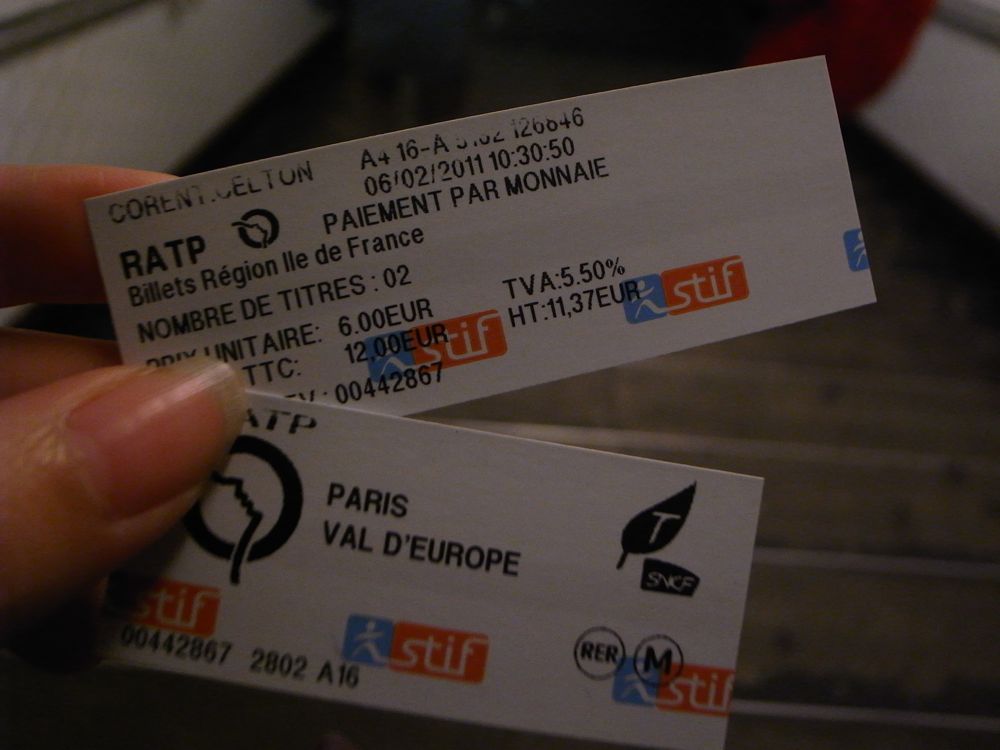 CORENT.CELTON
A4 16-A 126846
06/02/2011 10:30:50
RATP
PAIEMENT PAR MONNAIE
Billets Région Ile de France
NOMBRE DE TITRES : 02
PRIX UNITAIRE: 6.00EUR
TVA:5.50%
TTC: 12,00EUR
HT:11,37EUR
stif
stif
: 00442867
RATP
PARIS
VAL D'EUROPE
T
SNCF
stif
stif
RER
M
stif
00442867 2802 A16